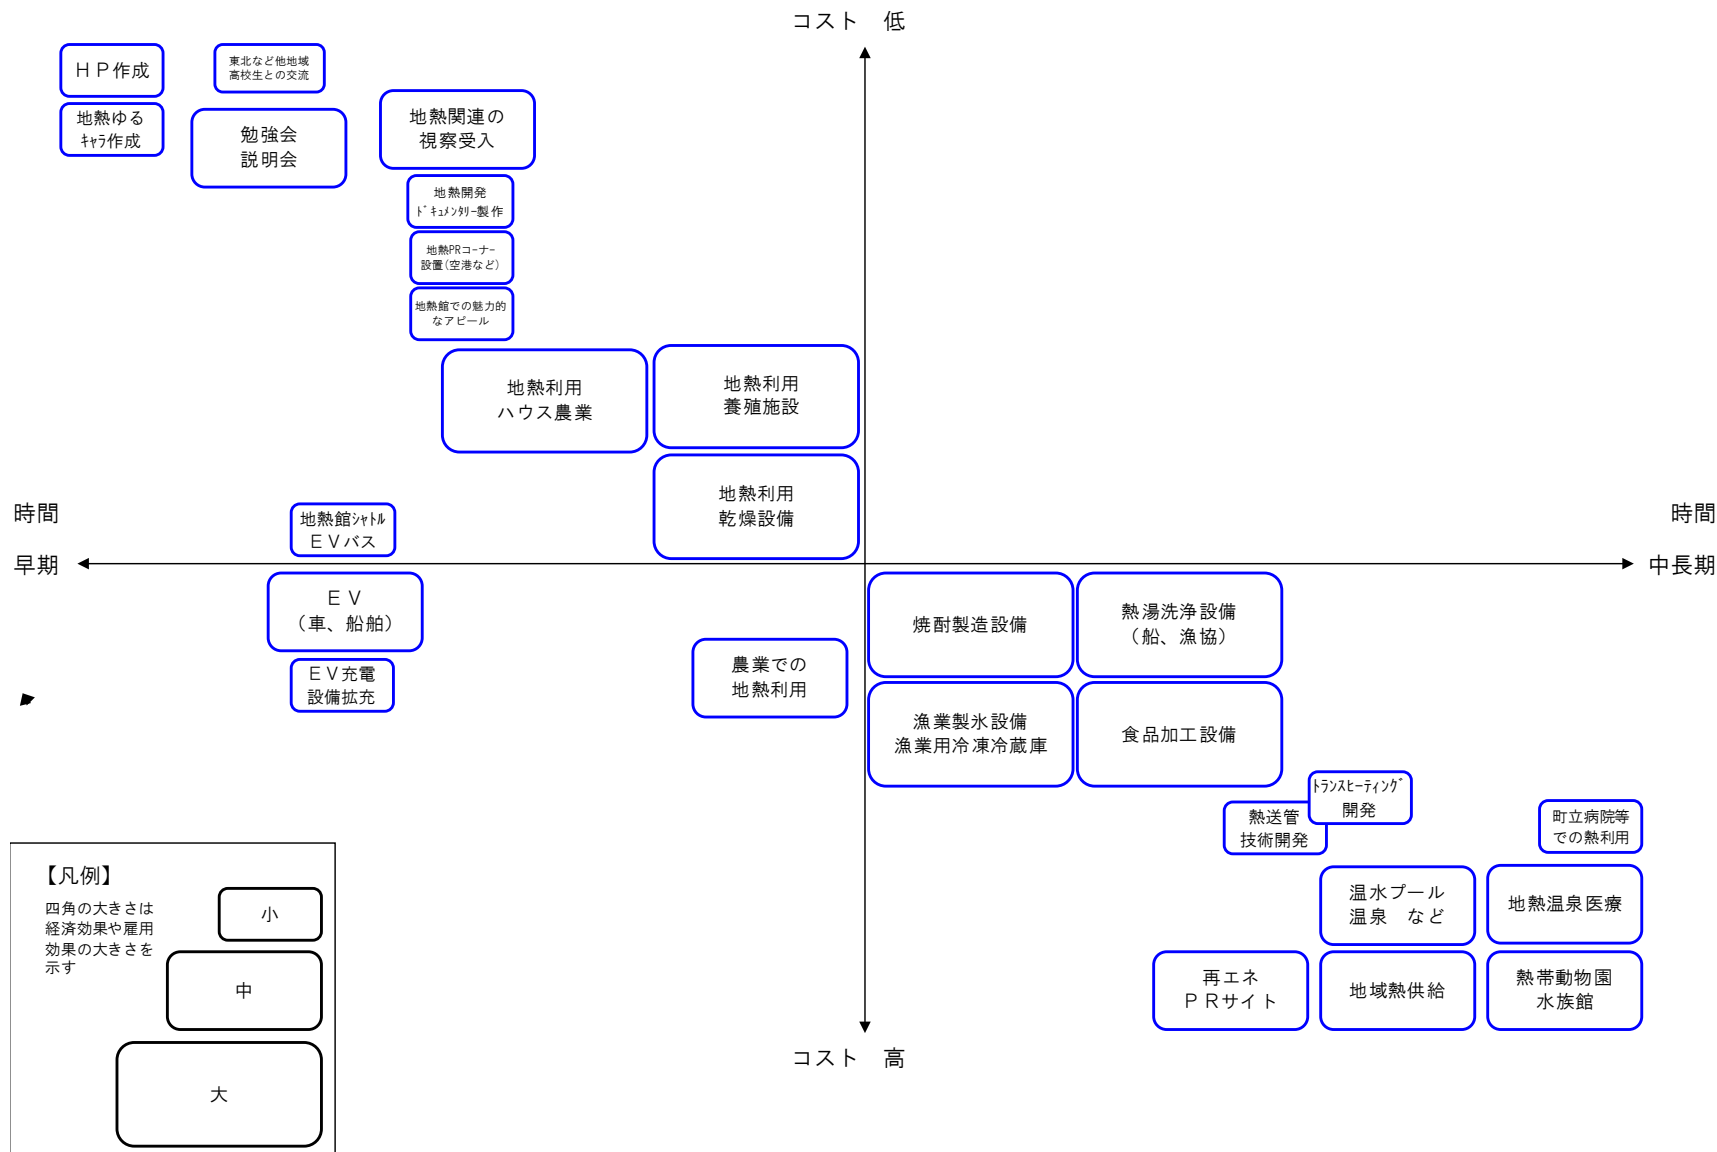 コスト　低
ＨＰ作成
東北など他地域
高校生との交流
地熱ゆる
ｷｬﾗ作成
勉強会
説明会
地熱関連の
視察受入
地熱開発
ﾄﾞｷｭﾒﾝﾀﾘｰ製作
地熱PRコーナー
設置(空港など)
地熱館での魅力的
なアピール
地熱利用
ハウス農業
地熱利用
養殖施設
地熱利用
乾燥設備
時間
早期
地熱館ｼｬﾄﾙ
ＥＶバス
時間
中長期
ＥＶ
（車、船舶）
ＥＶ充電
設備拡充
農業での
地熱利用
焼酎製造設備
熱湯洗浄設備
（船、漁協）
漁業製氷設備
漁業用冷凍冷蔵庫
食品加工設備
ﾄﾗﾝｽﾋｰﾃｨﾝｸﾞ
開発
熱送管
技術開発
町立病院等
での熱利用
温水プール
温泉　など
地熱温泉医療
再エネ
ＰＲサイト
地域熱供給
熱帯動物園
水族館
コスト　高
【凡例】
四角の大きさは
経済効果や雇用
効果の大きさを
示す
小
中
大